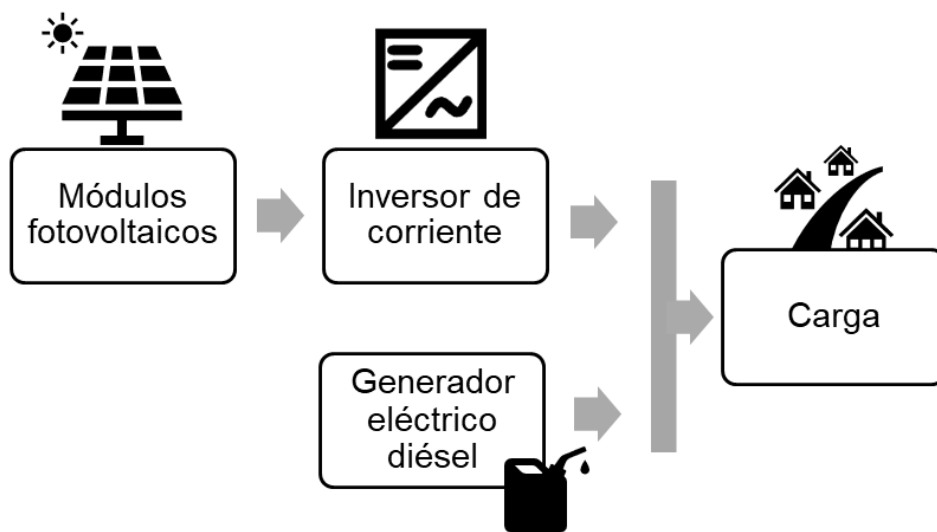 Módulos
fotovoltaicos
Inversor de
corriente
Generador
eléctrico
diésel
Carga